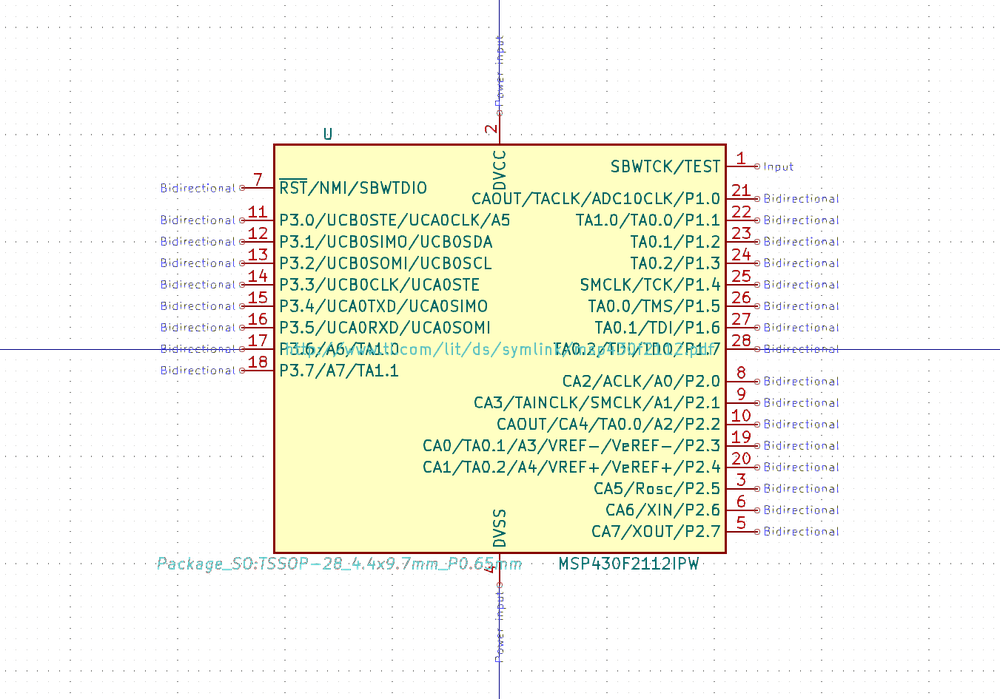 Power input
2
U
DVCC
SBWTCK/TEST 1 Input
Bidirectional 7 RST/NMI/SBWTDIO
CAOUT/TACLK/ADC10CLK/P1.0 21 Bidirectional
Bidirectional 11 P3.0/UCB0STE/UCA0CLK/A5 TA1.0/TA0.0/P1.1 22 Bidirectional
Bidirectional 12 P3.1/UCB0SIMO/UCB0SDA TA0.1/P1.2 23 Bidirectional
Bidirectional 13 P3.2/UCB0SOMI/UCB0SCL TA0.2/P1.3 24 Bidirectional
Bidirectional 14 P3.3/UCB0CLK/UCA0STE SMCLK/TCK/P1.4 25 Bidirectional
Bidirectional 15 P3.4/UCA0TXD/UCA0SIMO TA0.0/TMS/P1.5 26 Bidirectional
Bidirectional 16 P3.5/UCA0RXD/UCA0SOMI TA0.1/TDI/P1.6 27 Bidirectional
Bidirectional 17 P3.6/A6/TA1.0 http://www.ti.com/lit/ds/symlink/msp430f2112.pdf TA0.2/TDI/TDO/P1.7 28 Bidirectional
Bidirectional 18 P3.7/A7/TA1.1
CA2/ACLK/A0/P2.0 8 Bidirectional
CA3/TAINCLK/SMCLK/A1/P2.1 9 Bidirectional
CAOUT/CA4/TA0.0/A2/P2.2 10 Bidirectional
CA0/TA0.1/A3/VREF-/VeREF-/P2.3 19 Bidirectional
CA1/TA0.2/A4/VREF+/VeREF+/P2.4 20 Bidirectional
CA5/Rosc/P2.5 3 Bidirectional
CA6/XIN/P2.6 6 Bidirectional
CA7/XOUT/P2.7 5 Bidirectional
DVSS
Package_SO:TSSOP-28_4.4x9.7mm_P0.65mm MSP430F2112IPW
4
Power input